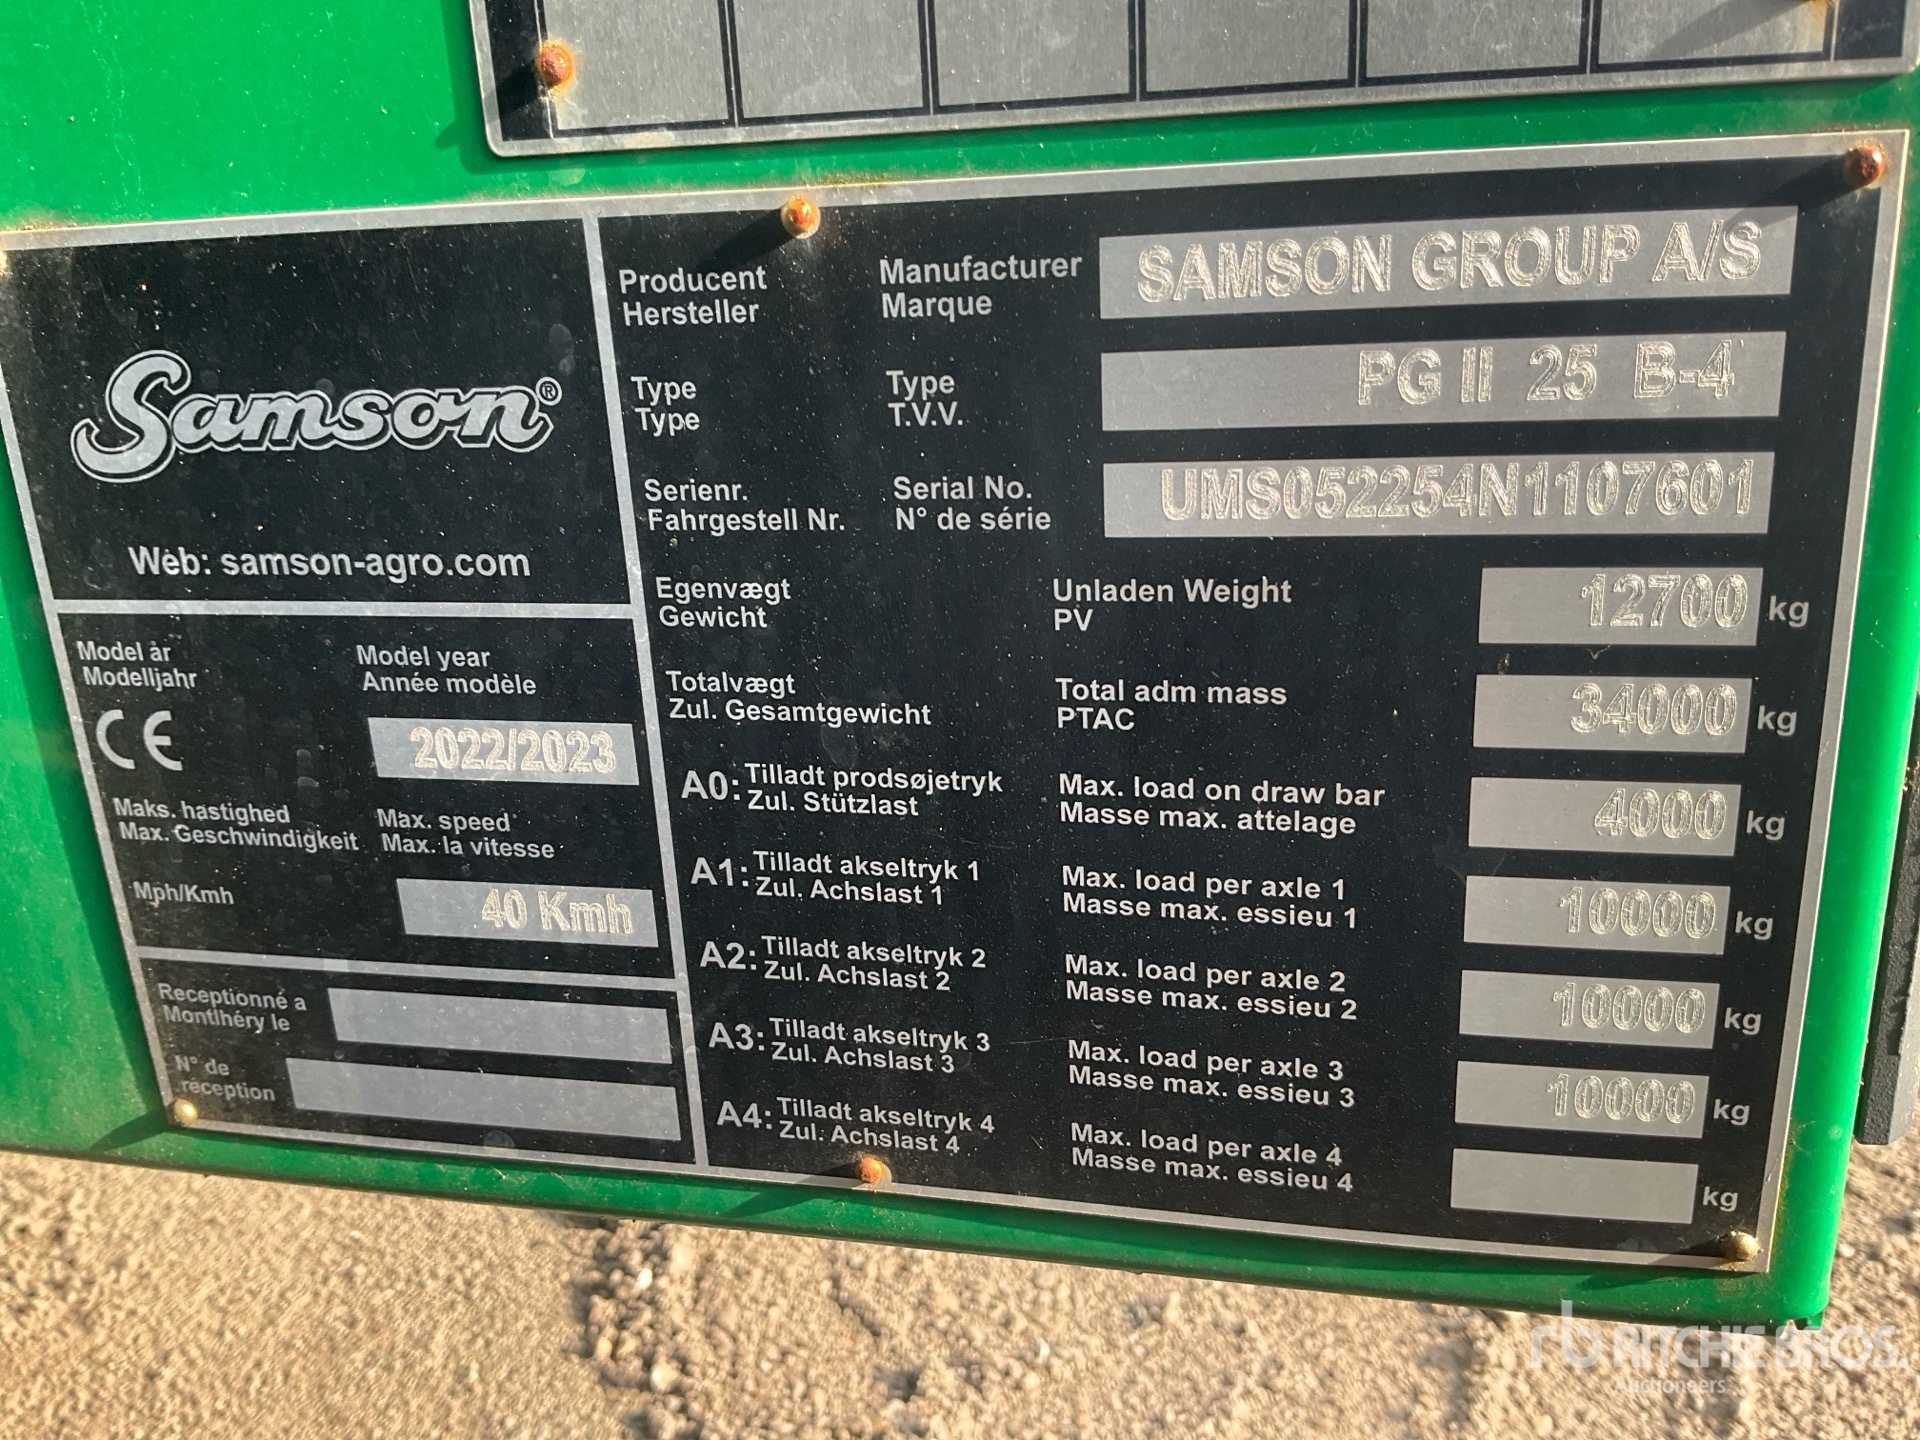 Samson®
Web: samson-agro.com
Model år Model year
Modelljahr Année modèle
CE 2022/2023
Maks. hastighed Max. speed
Max. Geschwindigkeit Max. la vitesse
Mph/Kmh 40 Kmh
Receptionné a
Montlhéry le
N° de
réception
Producent Manufacturer SAMSON GROUP A/S
Hersteller Marque
Type Type PG II 25 B-4
Type T.V.V.
Serienr. Serial No. UMS052254N1107601
Fahrgestell Nr. N° de série
Egenvægt Unladen Weight 12700 kg
Gewicht PV
Totalvægt Total adm mass 34000 kg
Zul. Gesamtgewicht PTAC
A0: Tilladt prodsøjetryk Max. load on draw bar 4000 kg
Zul. Stützlast Masse max. attelage
A1: Tilladt akseltryk 1 Max. load per axle 1 10000 kg
Zul. Achslast 1 Masse max. essieu 1
A2: Tilladt akseltryk 2 Max. load per axle 2 10000 kg
Zul. Achslast 2 Masse max. essieu 2
A3: Tilladt akseltryk 3 Max. load per axle 3 10000 kg
Zul. Achslast 3 Masse max. essieu 3
A4: Tilladt akseltryk 4 Max. load per axle 4 kg
Zul. Achslast 4 Masse max. essieu 4
rb RITCHIE BROS.
Auctioneers